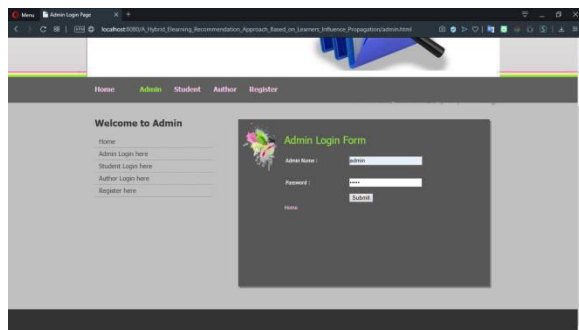 Menu Admin Login Page
localhost:8080/A_Hybrid_Elearning_Recommendation_Approach_Based_on_Learners_Influence_Propagation/admin.html
Home Admin Student Author Register
Welcome to Admin
Home
Admin Login here
Student Login here
Author Login here
Register here
Admin Login Form
Admin Name : admin
Password : •••••
Submit
Home